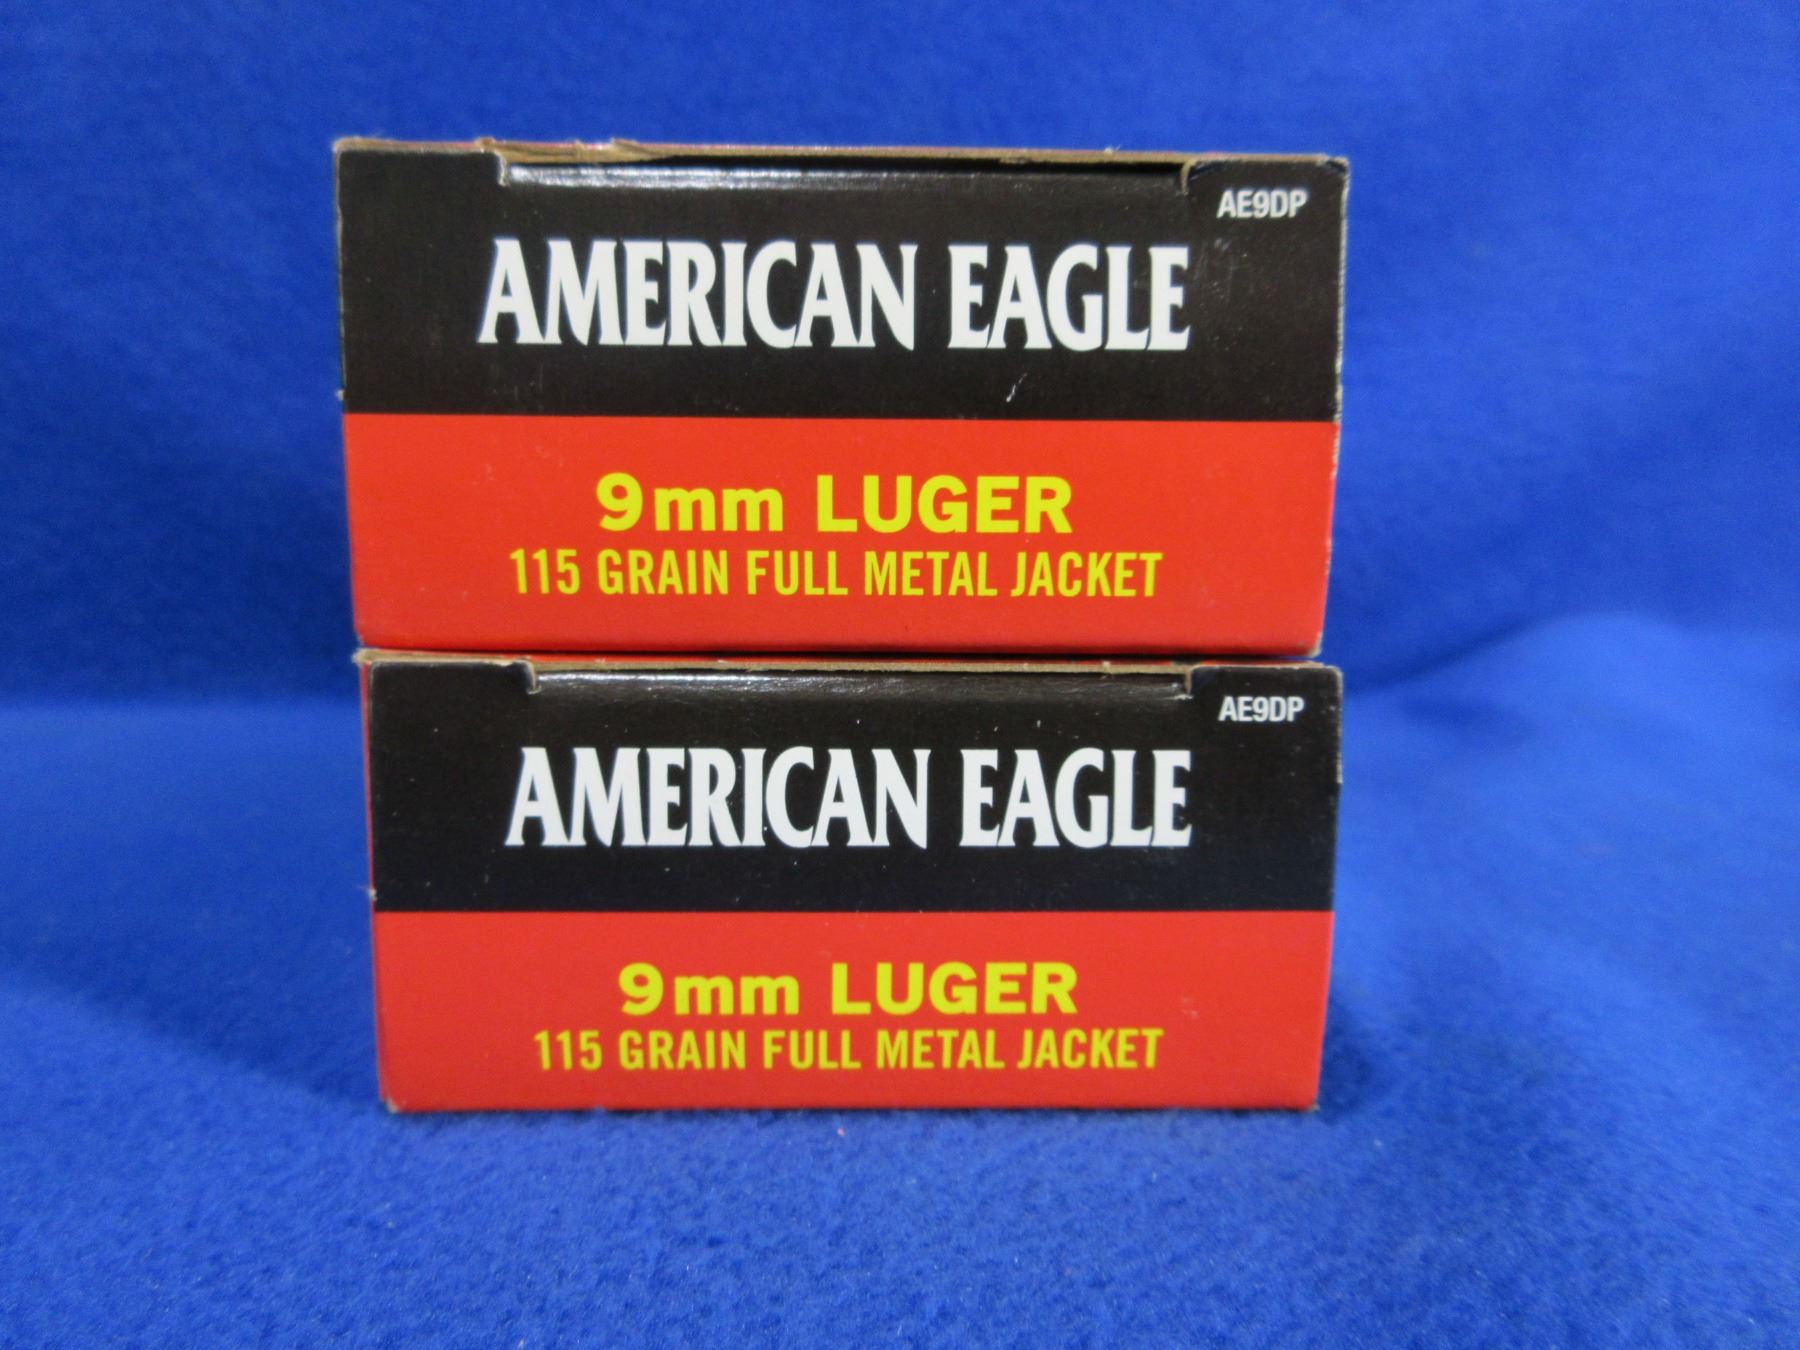 AE9DP
AMERICAN EAGLE
9mm LUGER
115 GRAIN FULL METAL JACKET
AE9DP
AMERICAN EAGLE
9mm LUGER
115 GRAIN FULL METAL JACKET